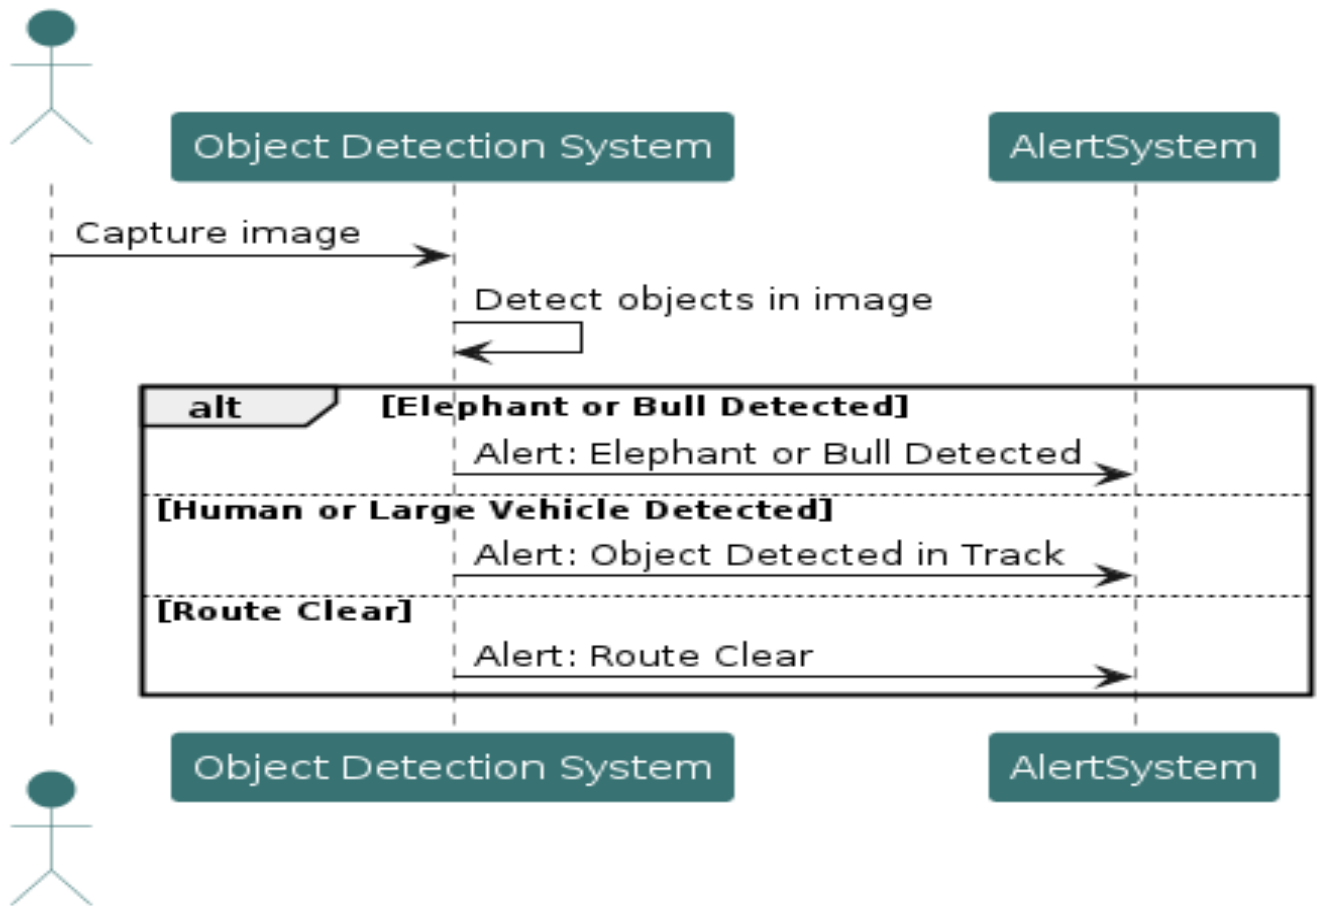 Object Detection System
AlertSystem
Capture image
Detect objects in image
alt
[Elephant or Bull Detected]
Alert: Elephant or Bull Detected
[Human or Large Vehicle Detected]
Alert: Object Detected in Track
[Route Clear]
Alert: Route Clear
Object Detection System
AlertSystem